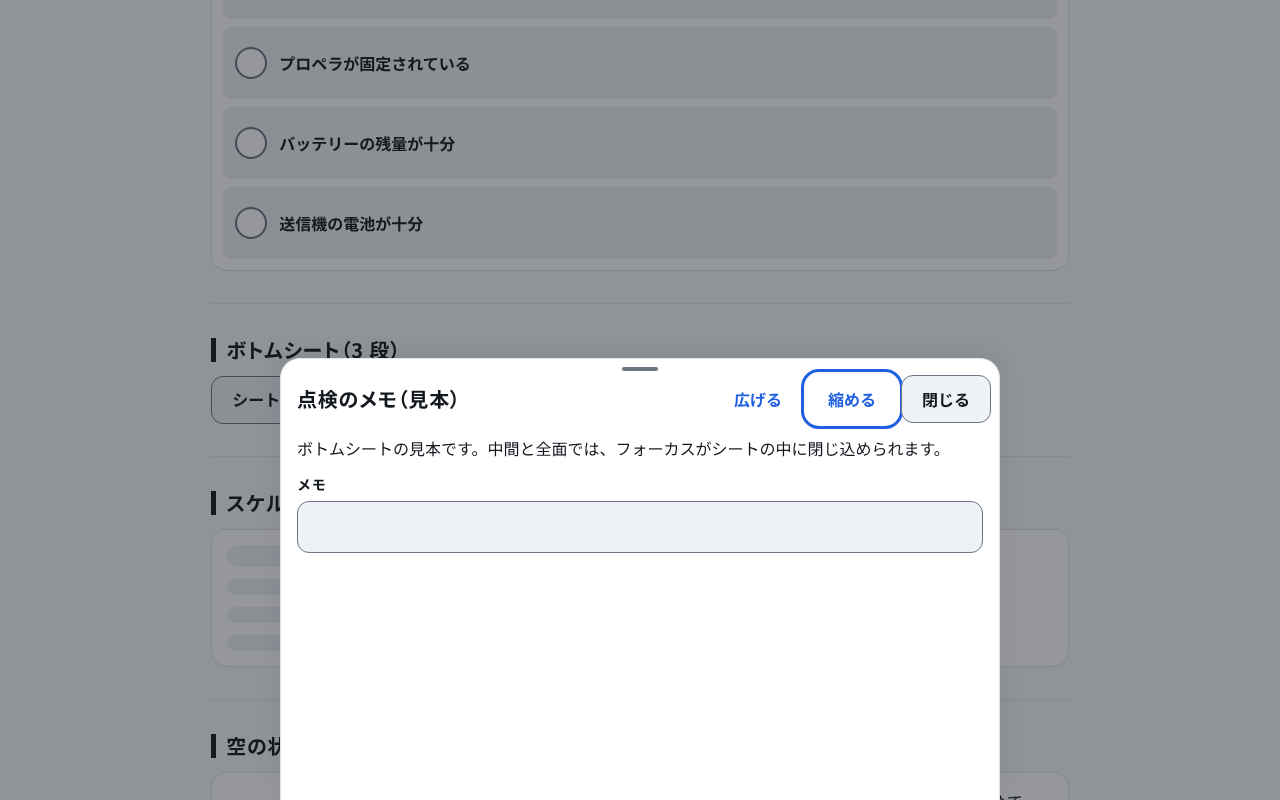 プロペラが固定されている
バッテリーの残量が十分
送信機の電池が十分
ボトムシート（3 段）
シート
点検のメモ（見本）
広げる
縮める
閉じる
ボトムシートの見本です。中間と全面では、フォーカスがシートの中に閉じ込められます。
メモ
スケル
空の状